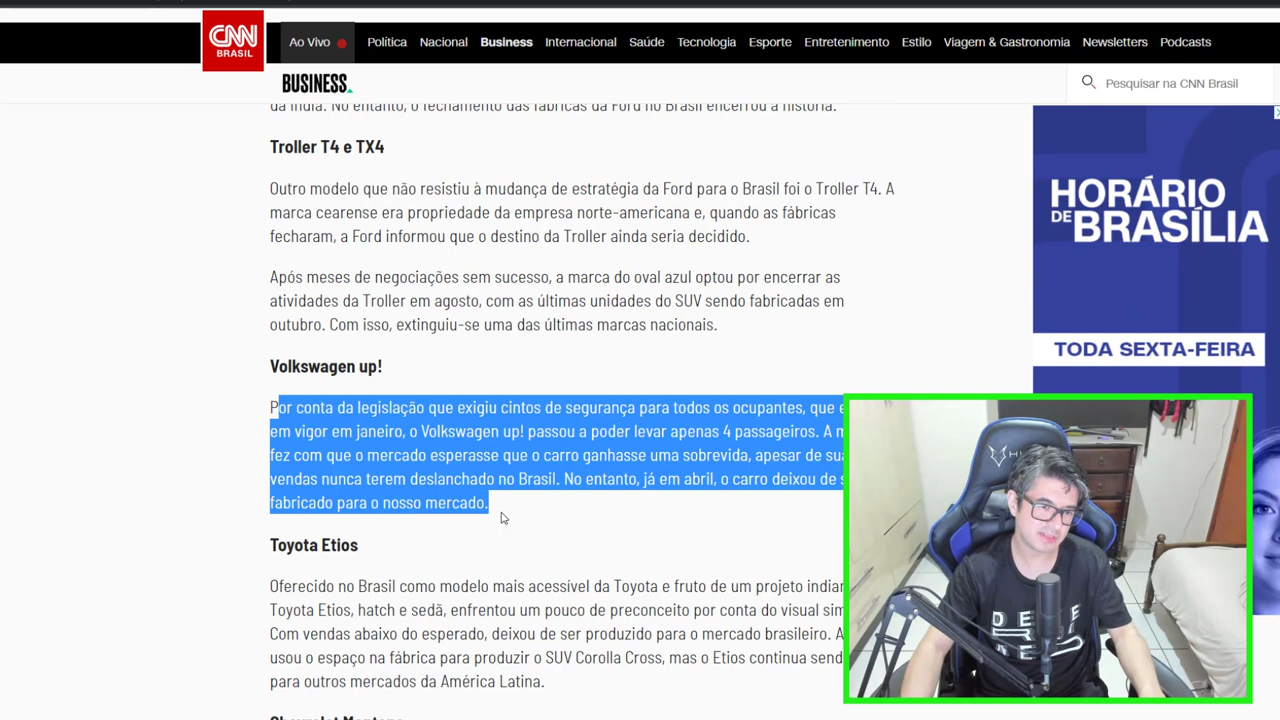 CNN
BRASIL
Ao Vivo
Política
Nacional
Business
Internacional
Saúde
Tecnologia
Esporte
Entretenimento
Estilo
Viagem & Gastronomia
Newsletters
Podcasts
BUSINESS
Pesquisar na CNN Brasil
da Índia. No entanto, o fechamento das fábricas da Ford no Brasil encerrou a história.
Troller T4 e TX4
Outro modelo que não resistiu à mudança de estratégia da Ford para o Brasil foi o Troller T4. A
marca cearense era propriedade da empresa norte-americana e, quando as fábricas
fecharam, a Ford informou que o destino da Troller ainda seria decidido.
Após meses de negociações sem sucesso, a marca do oval azul optou por encerrar as
atividades da Troller em agosto, com as últimas unidades do SUV sendo fabricadas em
outubro. Com isso, extinguiu-se uma das últimas marcas nacionais.
Volkswagen up!
Por conta da legislação que exigiu cintos de segurança para todos os ocupantes, que
em vigor em janeiro, o Volkswagen up! passou a poder levar apenas 4 passageiros. A
fez com que o mercado esperasse que o carro ganhasse uma sobrevida, apesar de
vendas nunca terem deslanchado no Brasil. No entanto, já em abril, o carro deixou de
fabricado para o nosso mercado.
Toyota Etios
Oferecido no Brasil como modelo mais acessível da Toyota e fruto de um projeto
Toyota Etios, hatch e sedã, enfrentou um pouco de preconceito por conta do visual
Com vendas abaixo do esperado, deixou de ser produzido para o mercado brasileiro. A
usou o espaço na fábrica para produzir o SUV Corolla Cross, mas o Etios continua
para outros mercados da América Latina.
HORÁRIO
DE BRASÍLIA
TODA SEXTA-FEIRA